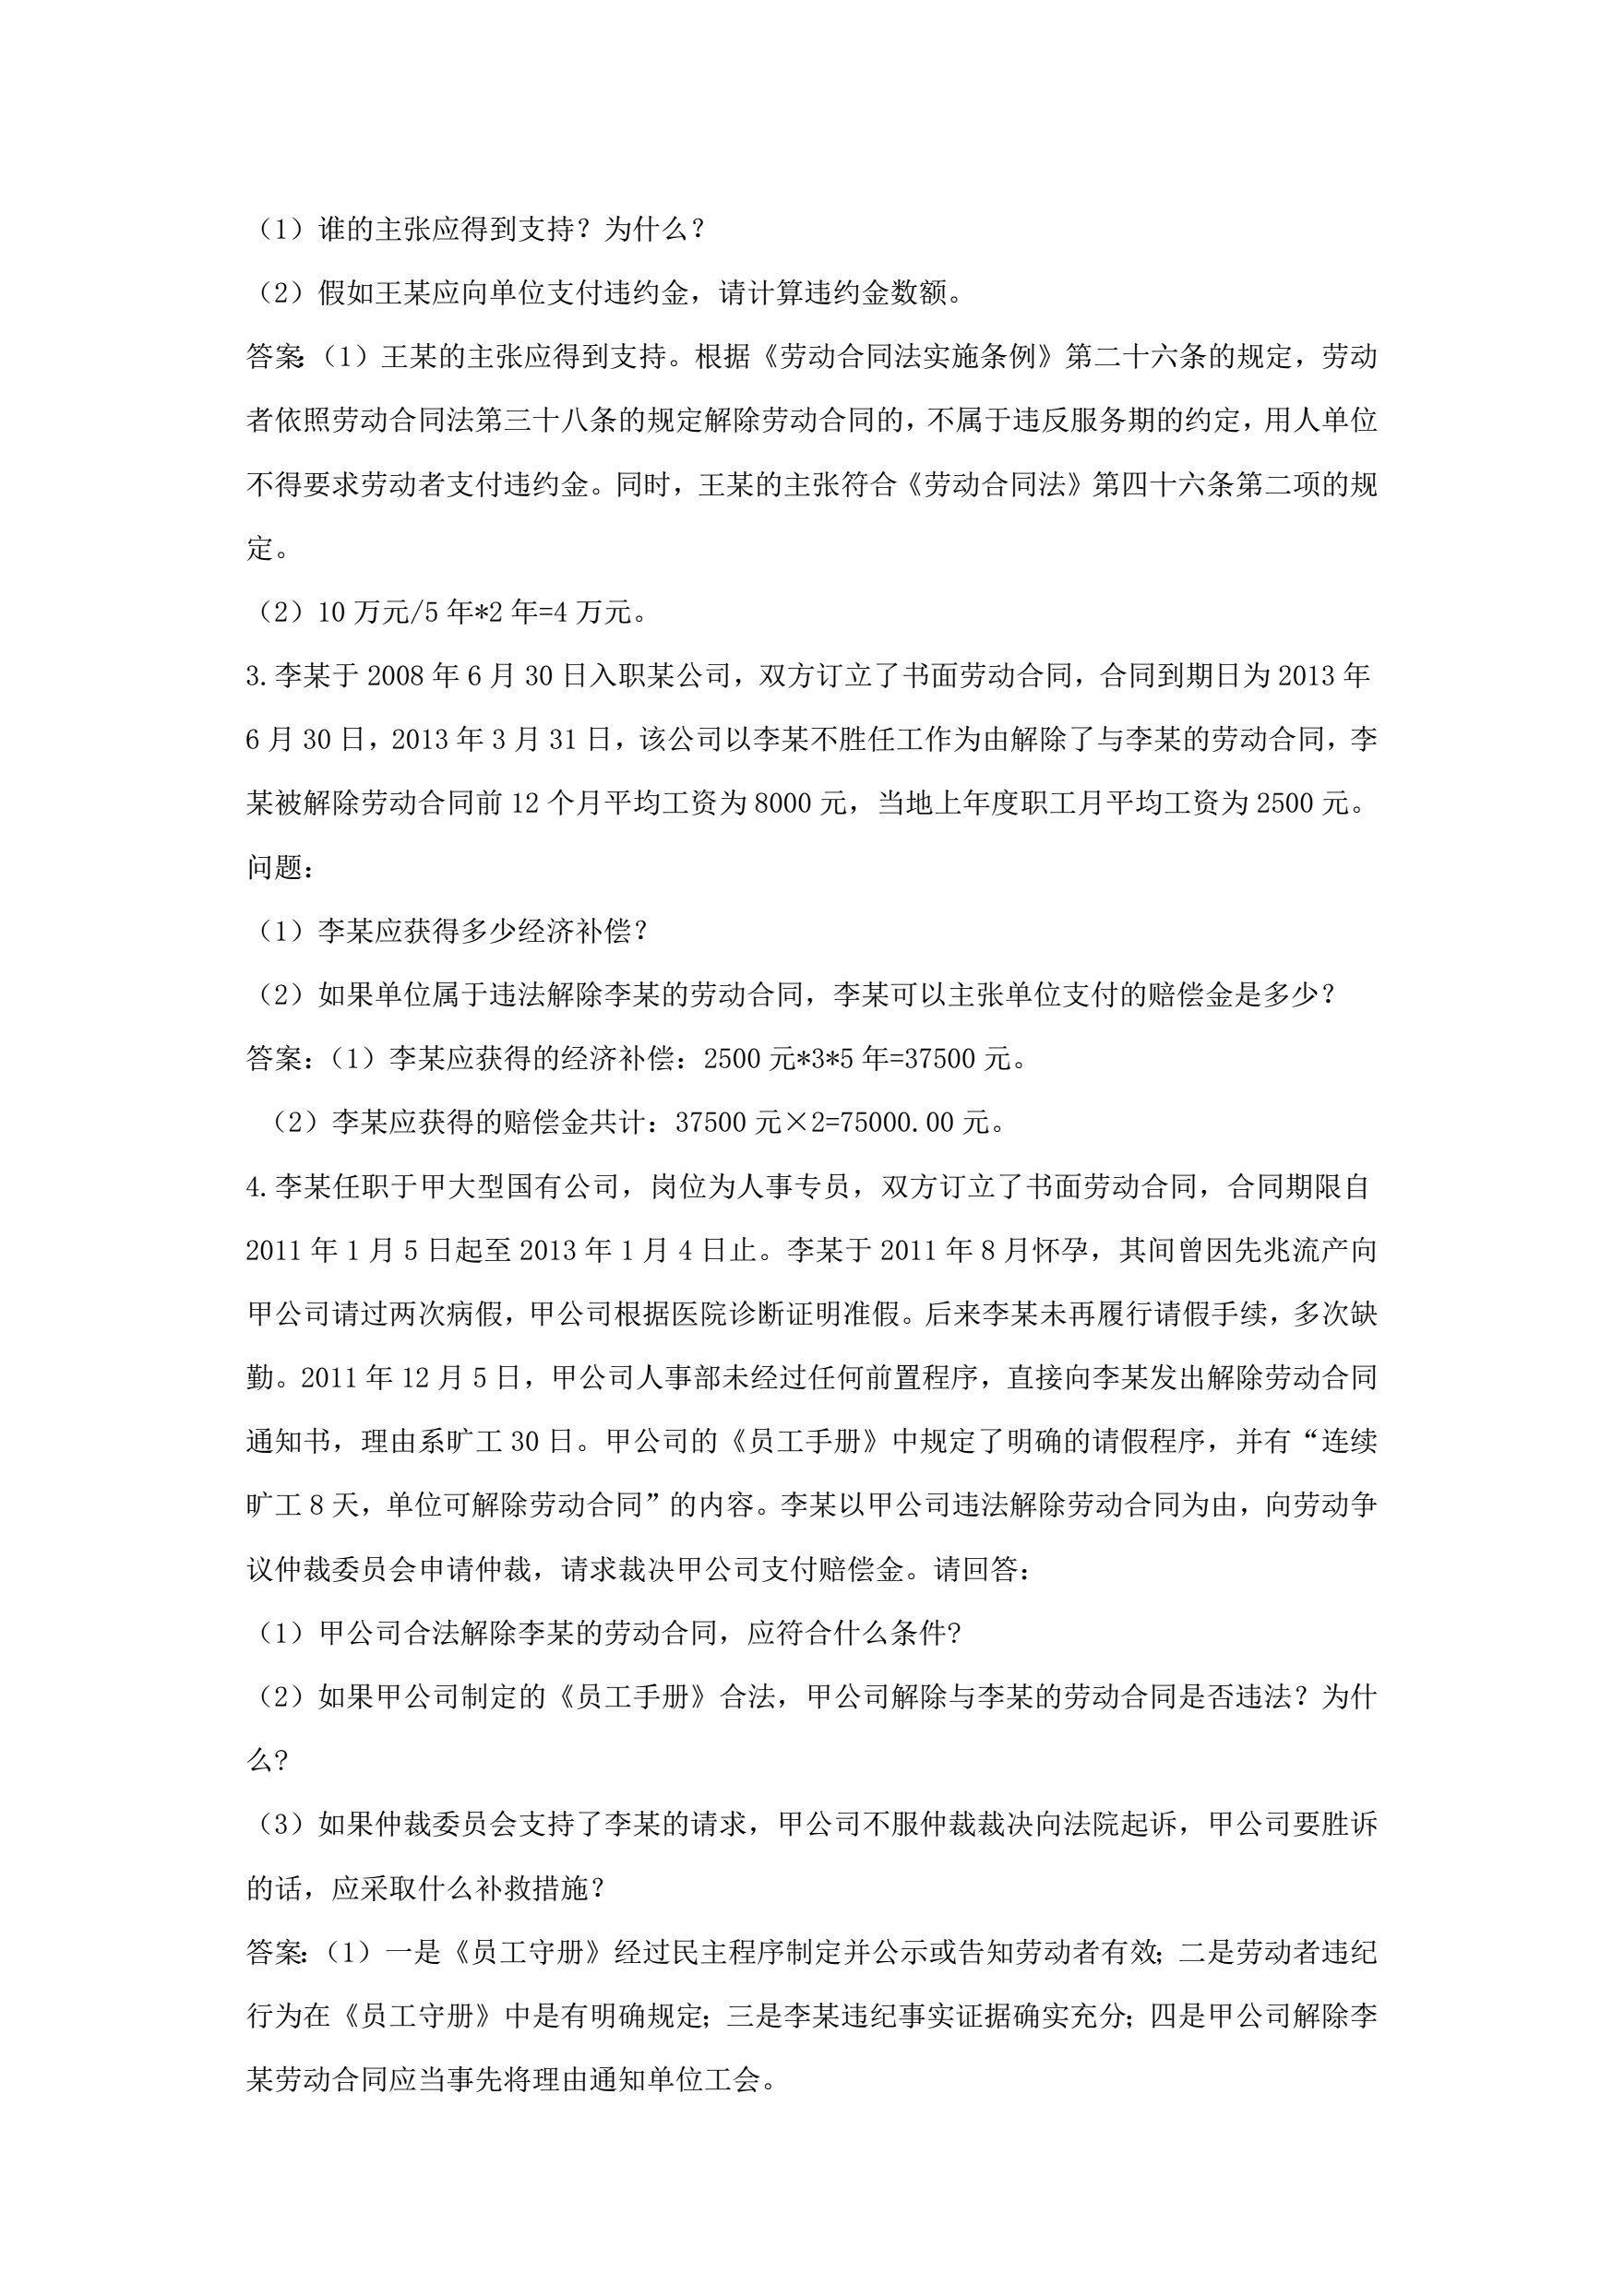 （1）谁的主张应得到支持？为什么？
（2）假如王某应向单位支付违约金，请计算违约金数额。
答案：（1）王某的主张应得到支持。根据《劳动合同法实施条例》第二十六条的规定，劳动
者依照劳动合同法第三十八条的规定解除劳动合同的，不属于违反服务期的约定，用人单位
不得要求劳动者支付违约金。同时，王某的主张符合《劳动合同法》第四十六条第二项的规
定。
（2）10 万元/5 年*2 年=4 万元。
3.李某于 2008 年 6 月 30 日入职某公司，双方订立了书面劳动合同，合同到期日为 2013 年
6 月 30 日，2013 年 3 月 31 日，该公司以李某不胜任工作为由解除了与李某的劳动合同，李
某被解除劳动合同前 12 个月平均工资为 8000 元，当地上年度职工月平均工资为 2500 元。
问题：
（1）李某应获得多少经济补偿？
（2）如果单位属于违法解除李某的劳动合同，李某可以主张单位支付的赔偿金是多少？
答案：（1）李某应获得的经济补偿：2500 元*3*5 年=37500 元。
（2）李某应获得的赔偿金共计：37500 元×2=75000.00 元。
4.李某任职于甲大型国有公司，岗位为人事专员，双方订立了书面劳动合同，合同期限自
2011 年 1 月 5 日起至 2013 年 1 月 4 日止。李某于 2011 年 8 月怀孕，其间曾因先兆流产向
甲公司请过两次病假，甲公司根据医院诊断证明准假。后来李某未再履行请假手续，多次缺
勤。2011 年 12 月 5 日，甲公司人事部未经过任何前置程序，直接向李某发出解除劳动合同
通知书，理由系旷工 30 日。甲公司的《员工手册》中规定了明确的请假程序，并有“连续
旷工 8 天，单位可解除劳动合同”的内容。李某以甲公司违法解除劳动合同为由，向劳动争
议仲裁委员会申请仲裁，请求裁决甲公司支付赔偿金。请回答：
（1）甲公司合法解除李某的劳动合同，应符合什么条件?
（2）如果甲公司制定的《员工手册》合法，甲公司解除与李某的劳动合同是否违法？为什
么?
（3）如果仲裁委员会支持了李某的请求，甲公司不服仲裁裁决向法院起诉，甲公司要胜诉
的话，应采取什么补救措施？
答案：（1）一是《员工守册》经过民主程序制定并公示或告知劳动者有效；二是劳动者违纪
行为在《员工守册》中是有明确规定；三是李某违纪事实证据确实充分；四是甲公司解除李
某劳动合同应当事先将理由通知单位工会。